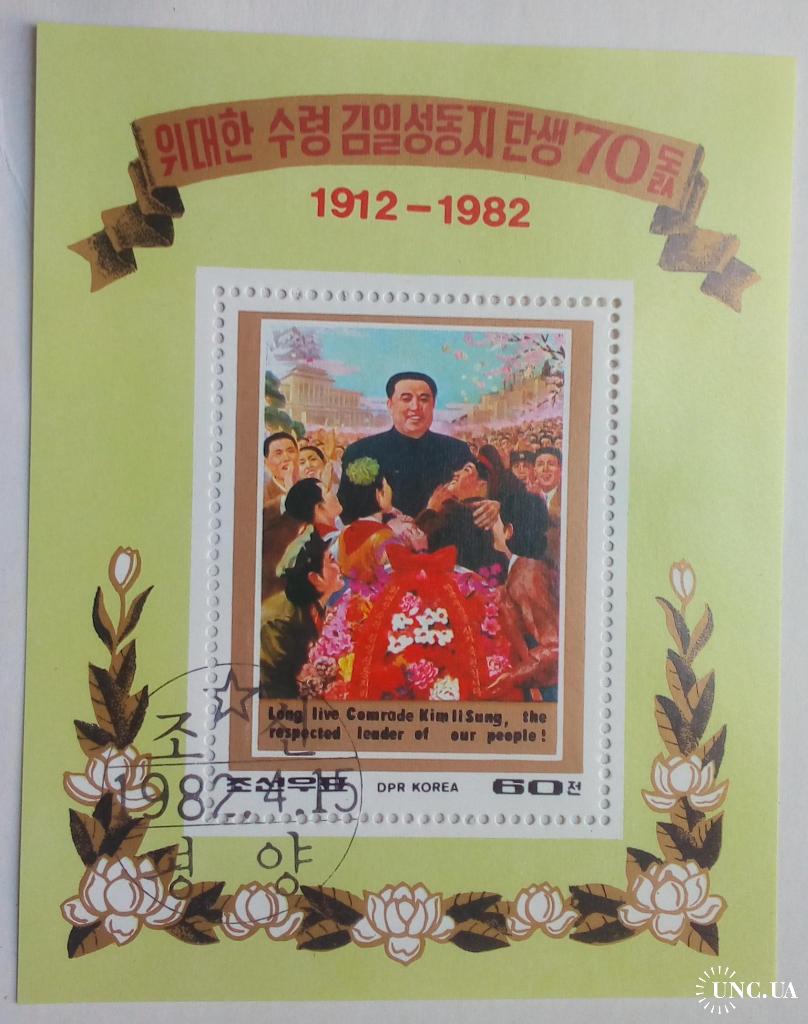 위대한 수령 김일성동지 탄생 70돐
1912-1982
Long live Comrade Kim Il Sung, the
respected leader of our people!
조선우표 DPR KOREA 60전
조선
1982.4.15
평양
UNC.UA